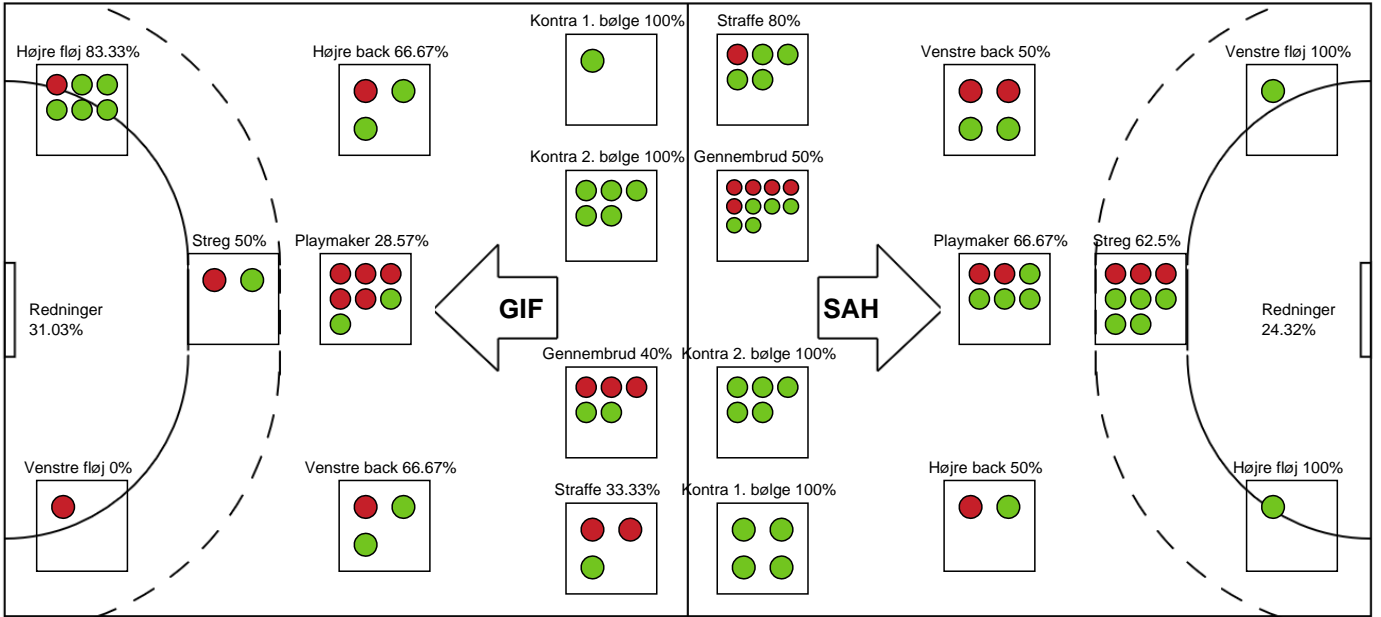 Kontra 1. bølge 100%
Straffe 80%
Højre fløj 83.33%
Højre back 66.67%
Venstre back 50%
Venstre fløj 100%
Kontra 2. bølge 100%
Gennembrud 50%
Streg 50%
Playmaker 28.57%
Playmaker 66.67%
Streg 62.5%
Redninger
31.03%
GIF
SAH
Redninger
24.32%
Gennembrud 40%
Kontra 2. bølge 100%
Venstre fløj 0%
Venstre back 66.67%
Højre back 50%
Højre fløj 100%
Straffe 33.33%
Kontra 1. bølge 100%